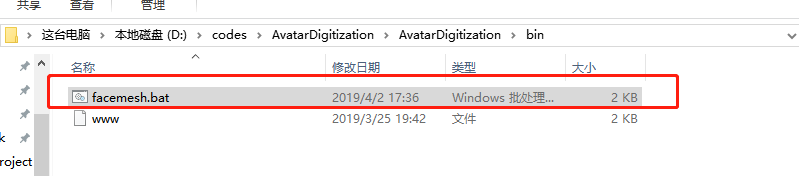 共享 查看 管理
这台电脑 › 本地磁盘 (D:) › codes › AvatarDigitization › AvatarDigitization › bin
名称 修改日期 类型 大小
facemesh.bat 2019/4/2 17:36 Windows 批处理... 2 KB
www 2019/3/25 19:42 文件 2 KB
k
roject